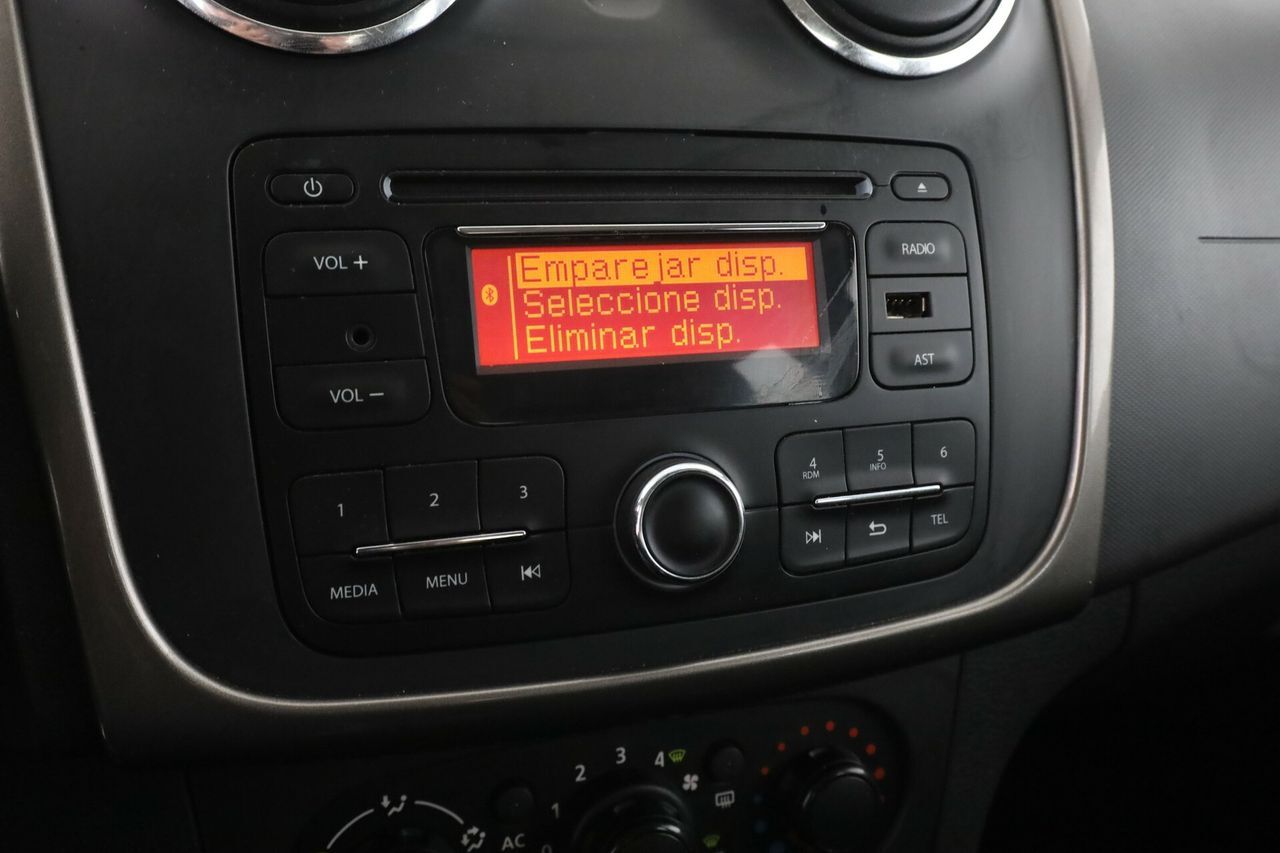 VOL +
VOL −
Emparejar disp.
Seleccione disp.
Eliminar disp.
RADIO
AST
1
2
3
MEDIA
MENU
4
RDM
5
INFO
6
TEL
0
1
2
3
4
AC